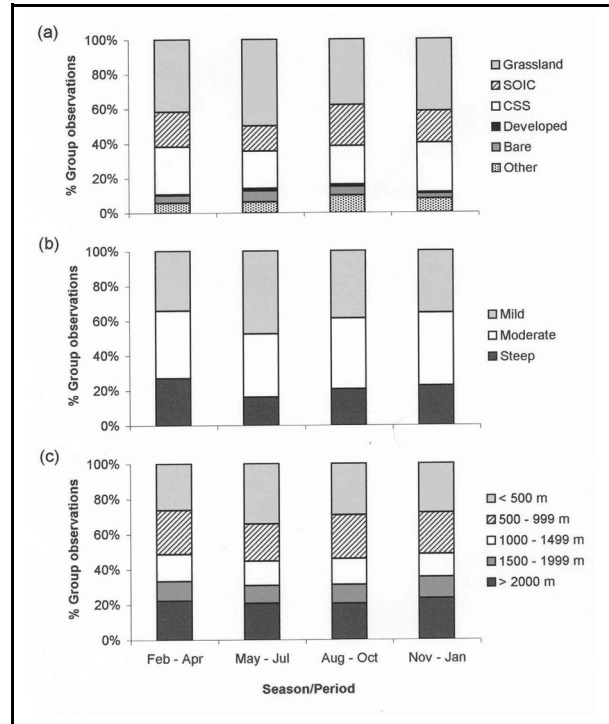 (a)
100%
80%
60%
40%
20%
0%
% Group observations
Grassland
SOIC
CSS
Developed
Bare
Other
(b)
100%
80%
60%
40%
20%
0%
% Group observations
Mild
Moderate
Steep
(c)
100%
80%
60%
40%
20%
0%
% Group observations
< 500 m
500 - 999 m
1000 - 1499 m
1500 - 1999 m
> 2000 m
Feb - Apr May - Jul Aug - Oct Nov - Jan
Season/Period